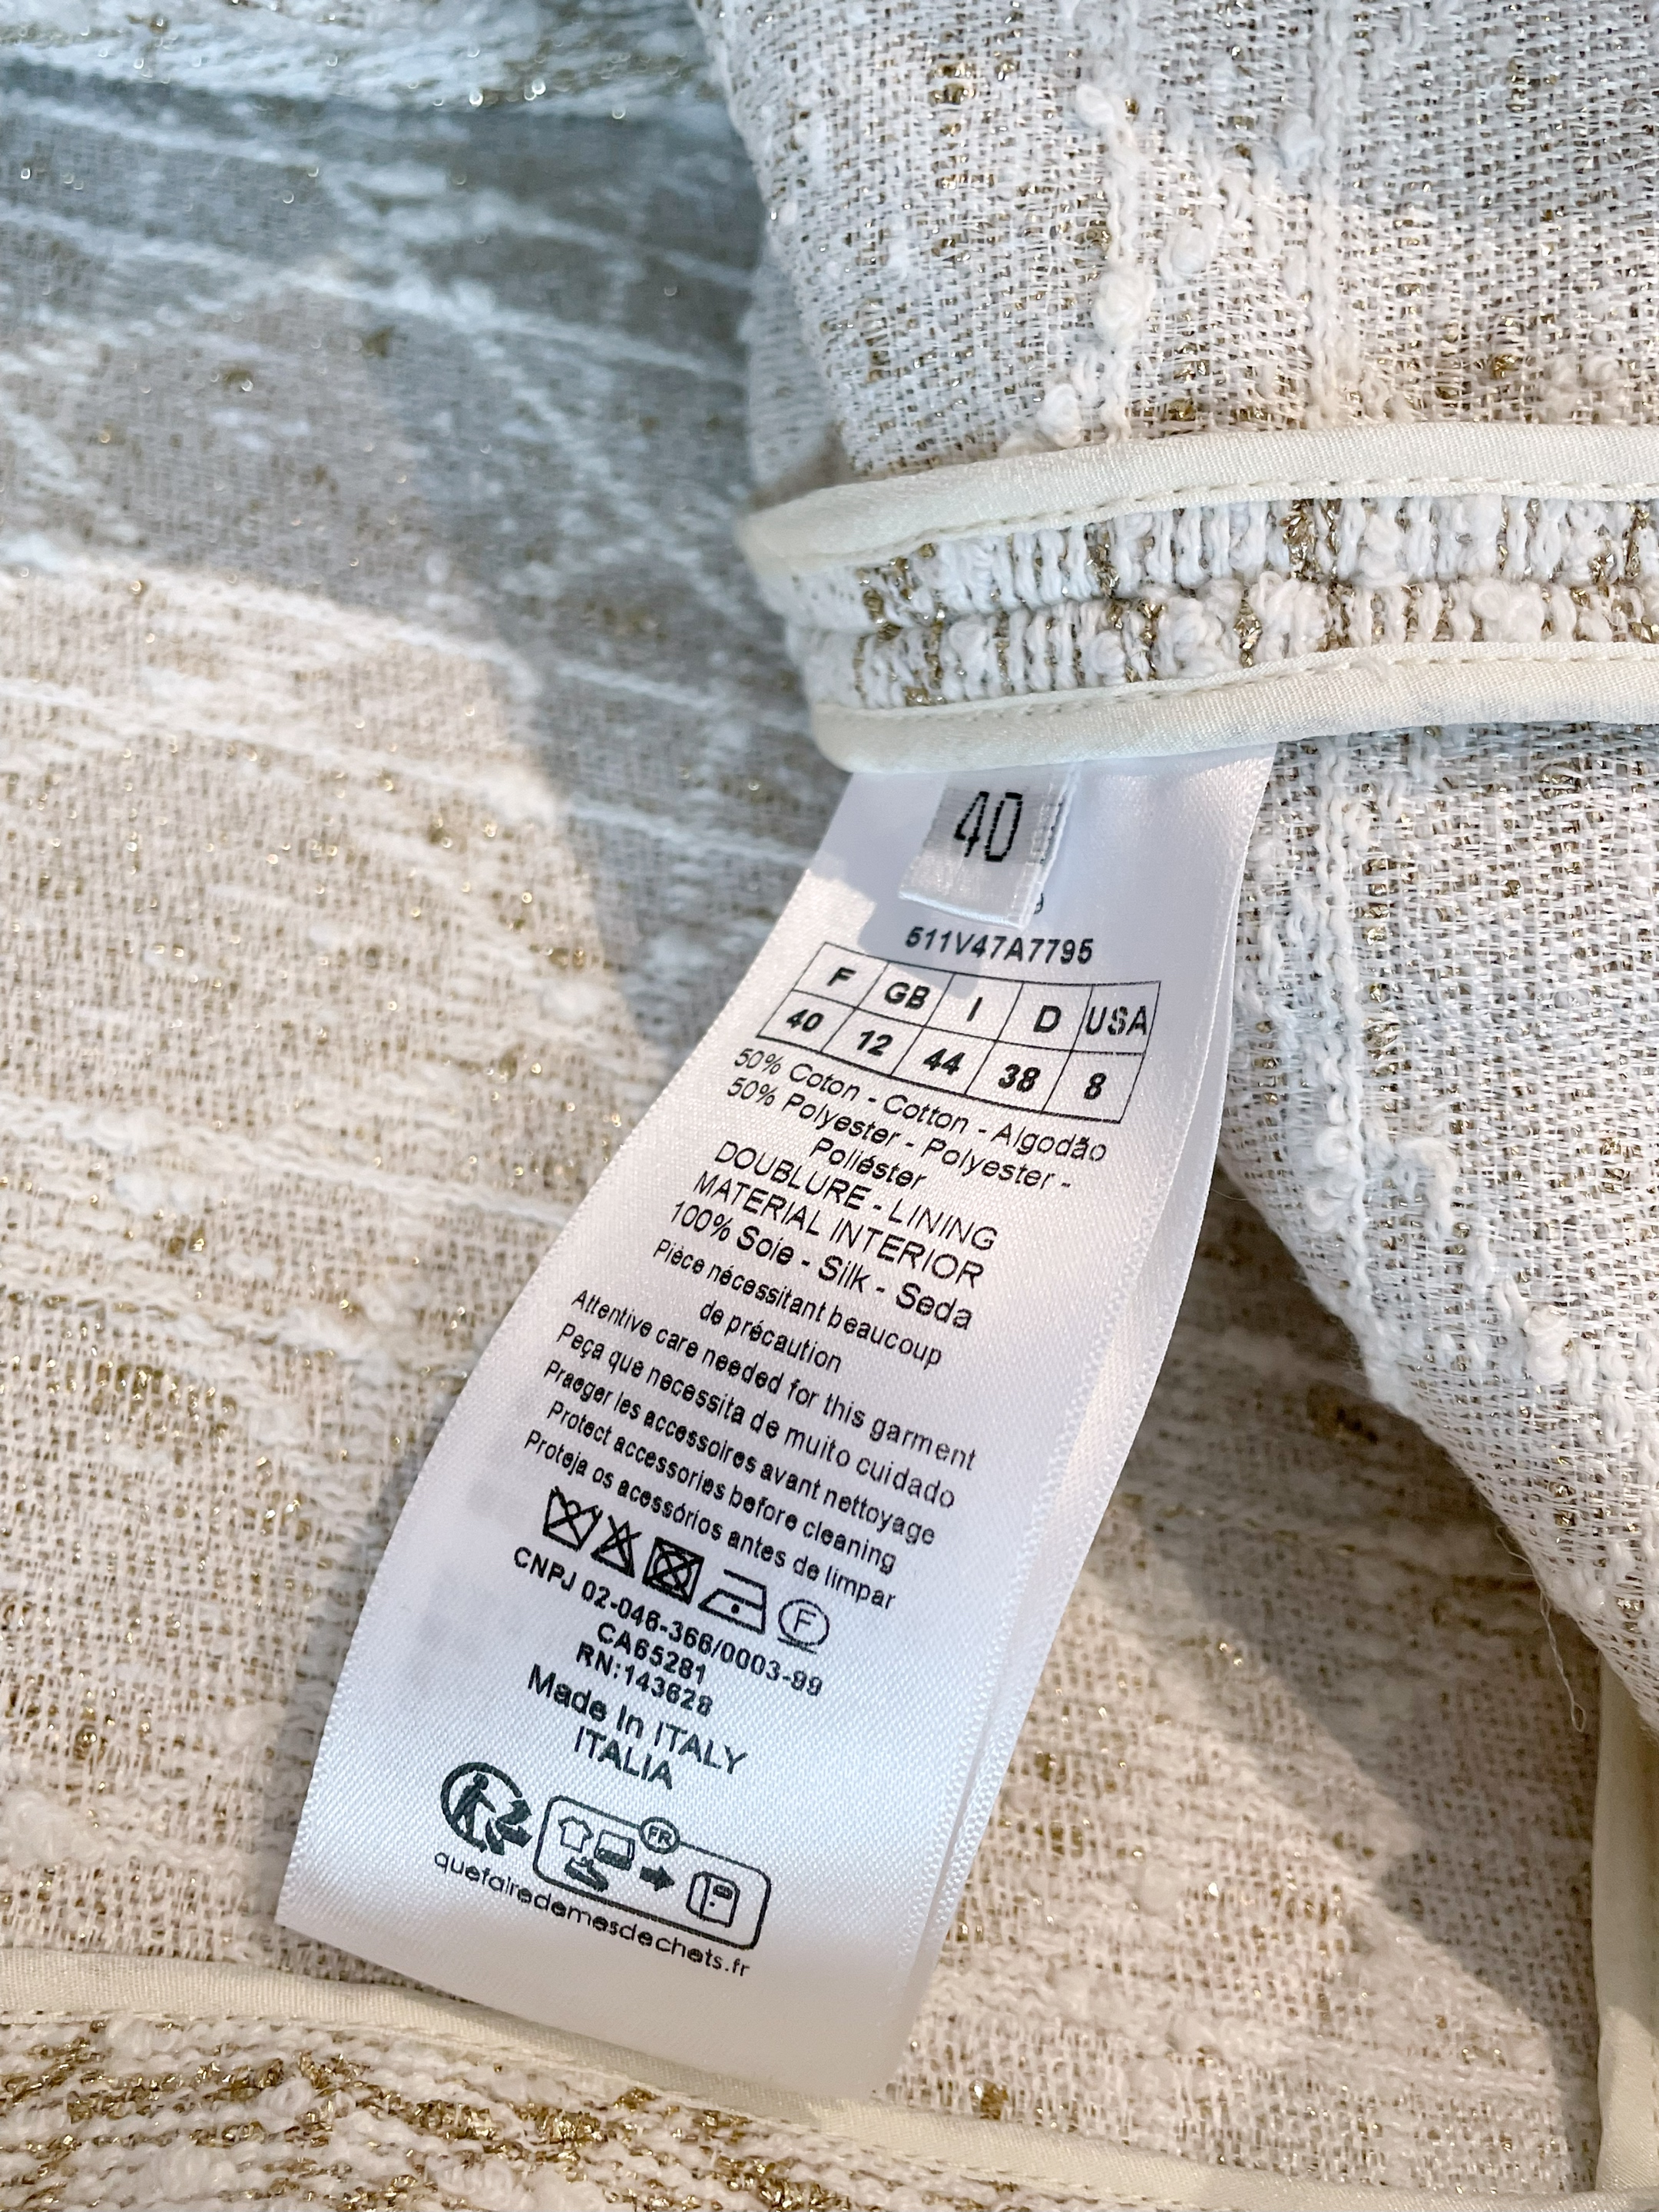 40
9
511V47A7795
F GB I D USA
40 12 44 38 8
50% Coton - Cotton - Algodão
50% Polyester - Polyester -
Poliéster
DOUBLURE - LINING
MATERIAL INTERIOR
100% Soie - Silk - Seda
Pièce nécessitant beaucoup
de précaution
Attentive care needed for this garment
Peça que necessita de muito cuidado
Praeger les accessoires avant nettoyage
Protect accessories before cleaning
Proteja os acessórios antes de limpar
F
CNPJ 02-046-366/0003-99
CA65281
RN:143628
Made In ITALY
ITALIA
FR
quefairedemesdechets.fr